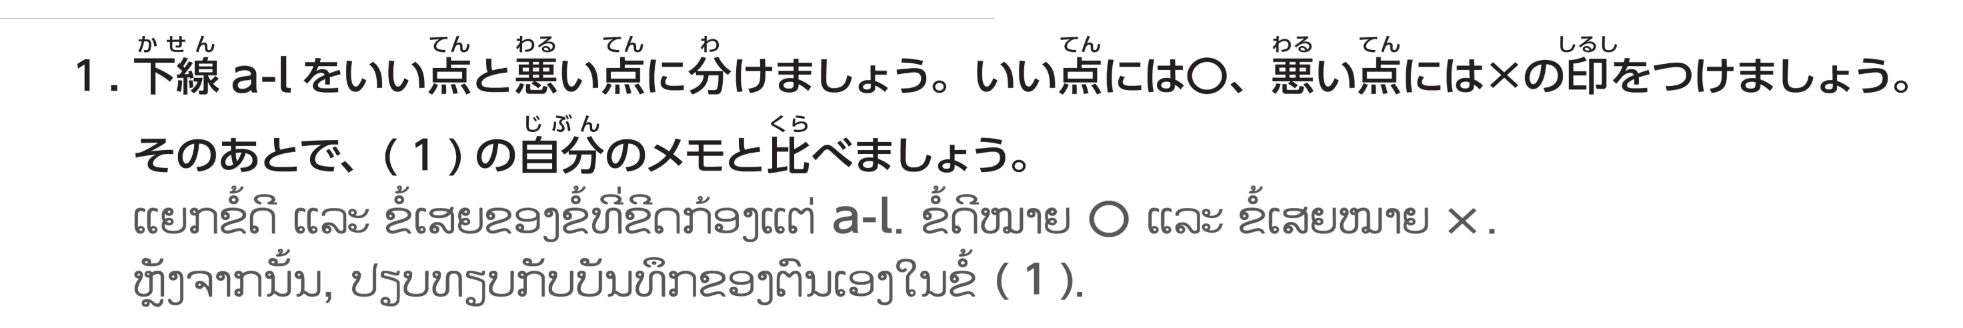 1. 下線 a-l をいい点と悪い点に分けましょう。いい点には〇、悪い点には×の印をつけましょう。
そのあとで、( 1 ) の自分のメモと比べましょう。
ແຍກຂໍ້ດີ ແລະ ຂໍ້ເສຍຂອງຂໍ້ທີ່ຂີດກ້ອງແຕ່ a-l. ຂໍ້ດີໝາຍ 〇 ແລະ ຂໍ້ເສຍໝາຍ ×.
ຫຼັງຈາກນັ້ນ, ປຽບທຽບກັບບັນທຶກຂອງຕົນເອງໃນຂໍ້ ( 1 ).